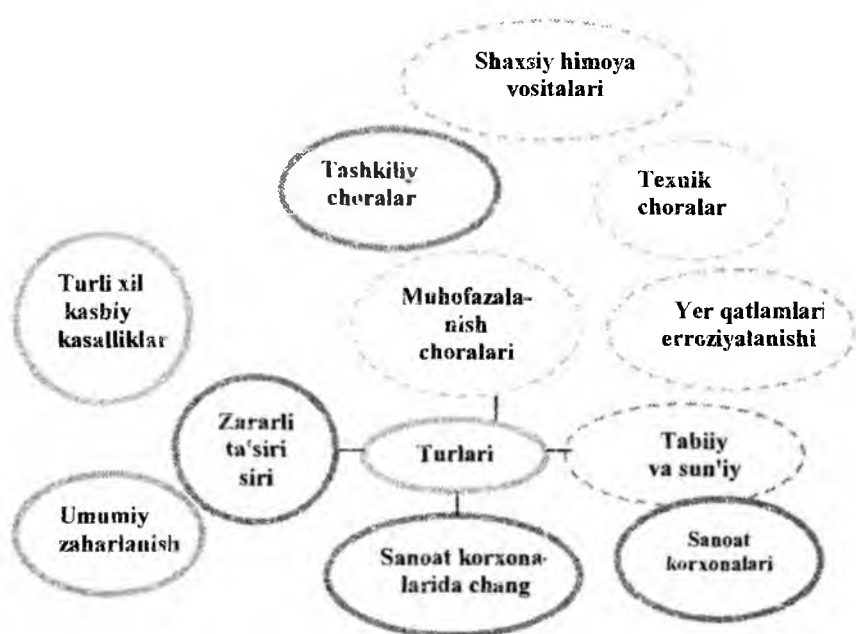 Shaxsiy himoya
vositalari
Tashkiliy
choralar
Texnik
choralar
Turli xil
kasbiy
kasalliklar
Muhofazala-
nish
choralari
Yer qatlamlari
erroziyalanishi
Zararli
ta'siri
siri
Turlari
Tabiiy
va sun'iy
Umumiy
zaharlanish
Sanoat korxona-
larida chang
Sanoat
korxonalari